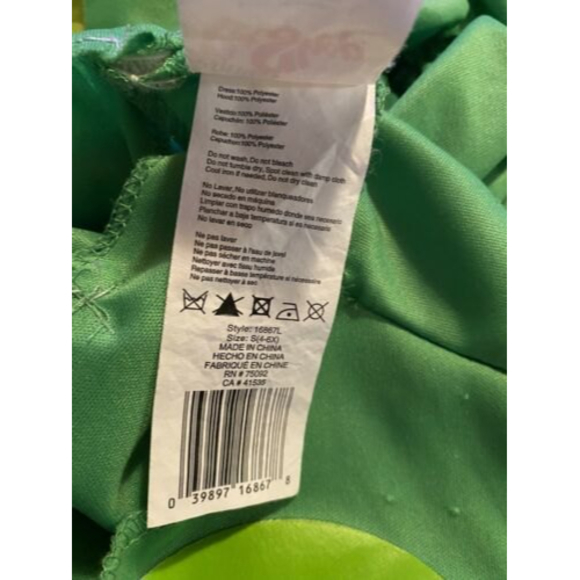 Dress:100% Polyester
Hood:100% Polyester
Vestido:100% Poliéster
Capuchón: 100% Poliéster
Robe: 100% Polyester
Capuchon:100% Polyester
Do not wash, Do not bleach
Do not tumble dry, Spot clean with damp cloth
Cool iron if needed, Do not dry clean
No Lavar, No utilizar blanqueadores
No secado en máquina
Limpiar con trapo humedo donde sea necesario
Planchar a baja temperatura si es necesario
No lavar en seco
Ne pas laver
Ne pas passer à l'eau de javel
Ne pas sécher en machine
Nettoyer avec tissu humide
Repasser à basse température si nécessaire
Ne pas nettoyer à sec
Style: 16867L
Size: S(4-6X)
MADE IN CHINA
HECHO EN CHINA
FABRIQUÉ EN CHINE
RN # 75092
CA # 41535
0 39897 16867 8